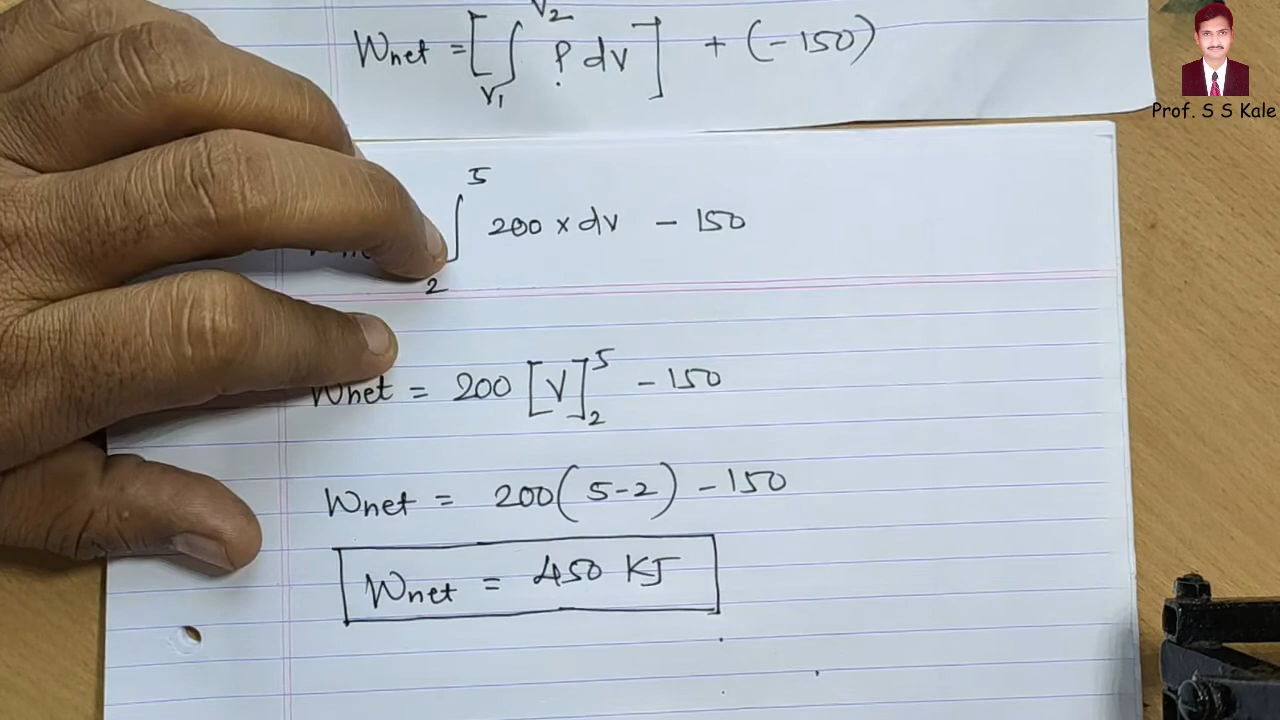 Wnet = [∫V1^V2 P dv] + (-150)
Prof. S S Kale
∫2^5 200 x dv - 150
Wnet = 200 [V]2^5 - 150
Wnet = 200(5-2) - 150
Wnet = 450 KJ